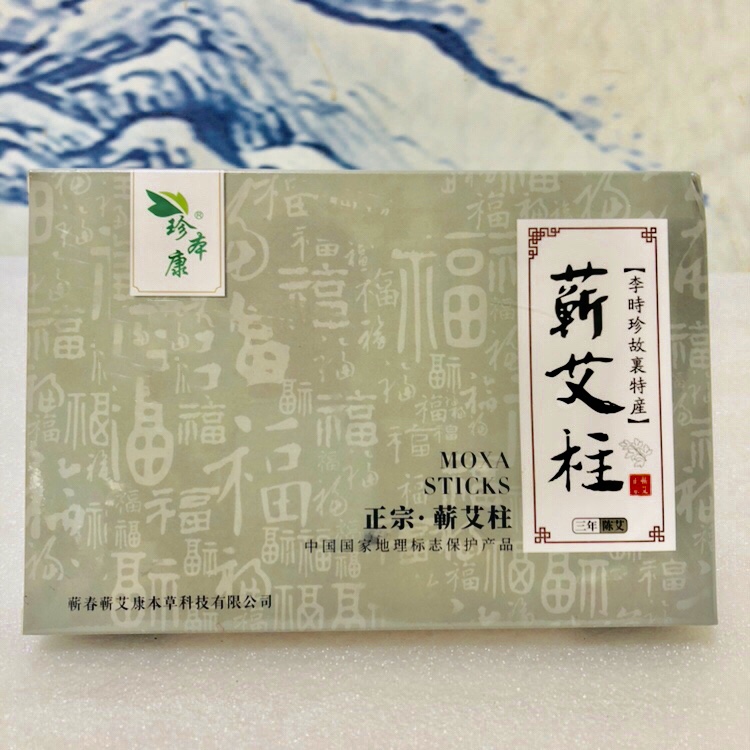 珍本康
®
【李時珍故裏特産】
蘄艾柱
三年 陈艾
MOXA
STICKS
正宗·蕲艾柱
中国国家地理标志保护产品
蕲春蕲艾康本草科技有限公司